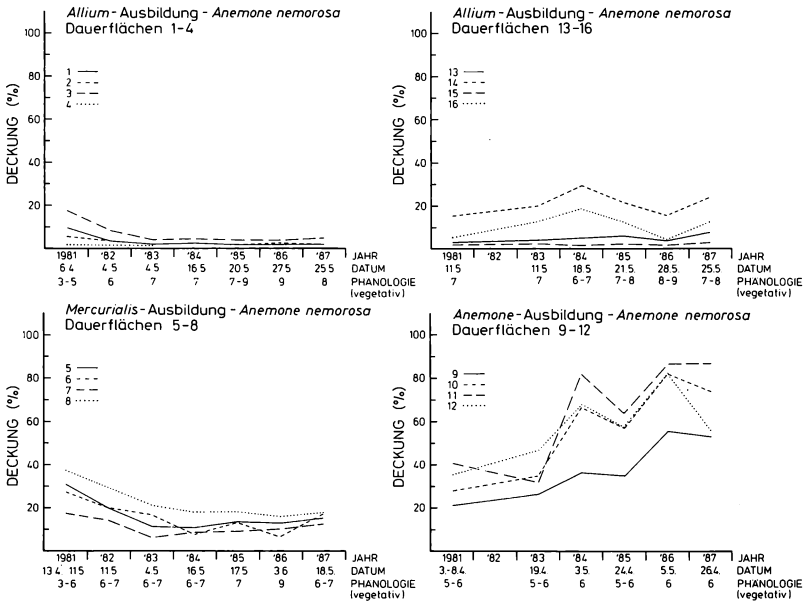 Allium-Ausbildung - Anemone nemorosa
Dauerflächen 1-4
100
80
60
40
20
DECKUNG (%)
1
2
3
4
1981 '82 '83 '84 '85 '86 '87 JAHR
6.4 4.5 4.5 16.5 20.5 27.5 25.5 DATUM
3-5 6 7 7 7-9 9 8 PHÄNOLOGIE
(vegetativ)
Allium-Ausbildung - Anemone nemorosa
Dauerflächen 13-16
100
80
60
40
20
DECKUNG (%)
13
14
15
16
1981 '82 '83 '84 '85 '86 '87 JAHR
11.5 11.5 18.5 21.5. 28.5. 25.5 DATUM
7 7 6-7 7-8 8-9 7-8 PHÄNOLOGIE
(vegetativ)
Mercurialis-Ausbildung - Anemone nemorosa
Dauerflächen 5-8
100
80
60
40
20
DECKUNG (%)
5
6
7
8
1981 '82 '83 '84 '85 '86 '87 JAHR
13.4. 11.5 11.5 4.5 16.5 17.5 3.6 18.5. DATUM
3-6 6-7 6-7 6-7 7 9 6-7 PHÄNOLOGIE
(vegetativ)
Anemone-Ausbildung - Anemone nemorosa
Dauerflächen 9-12
100
80
60
40
20
DECKUNG (%)
9
10
11
12
1981 '82 '83 '84 '85 '86 '87 JAHR
3.-8.4. 19.4. 3.5. 24.4. 5.5. 26.4. DATUM
5-6 5-6 6 5-6 6 6 PHÄNOLOGIE
(vegetativ)